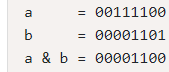 a     = 00111100
b     = 00001101
a & b = 00001100